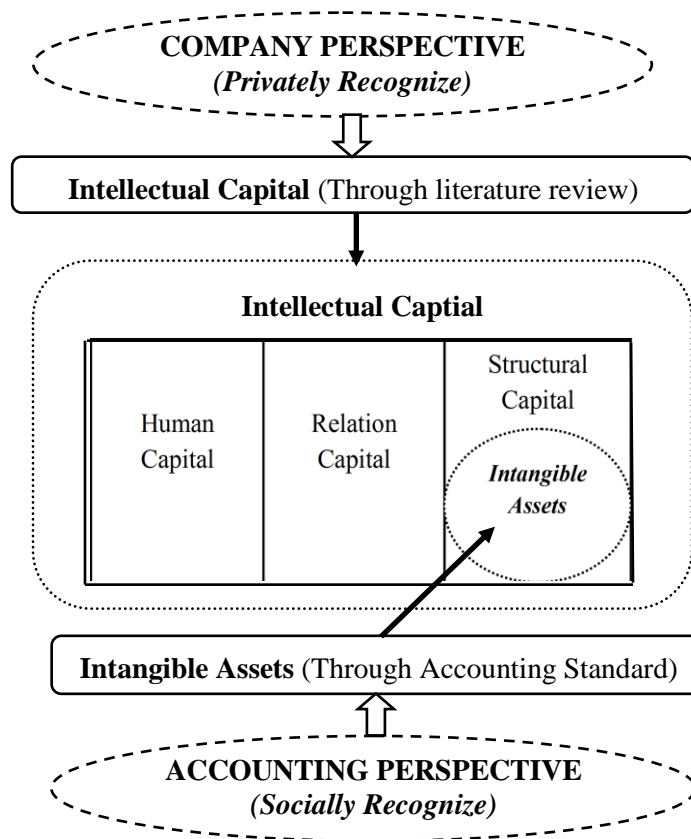 COMPANY PERSPECTIVE
(Privately Recognize)
Intellectual Capital (Through literature review)
Intellectual Captial
Human
Capital
Relation
Capital
Structural
Capital
Intangible
Assets
Intangible Assets (Through Accounting Standard)
ACCOUNTING PERSPECTIVE
(Socially Recognize)